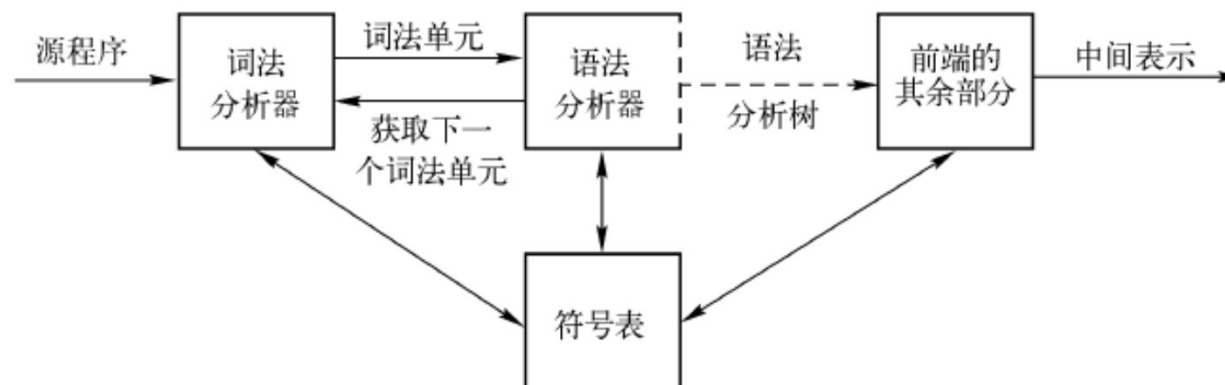 源程序
词法
分析器
词法单元
获取下一
个词法单元
语法
分析器
语法
分析树
前端的
其余部分
中间表示
符号表